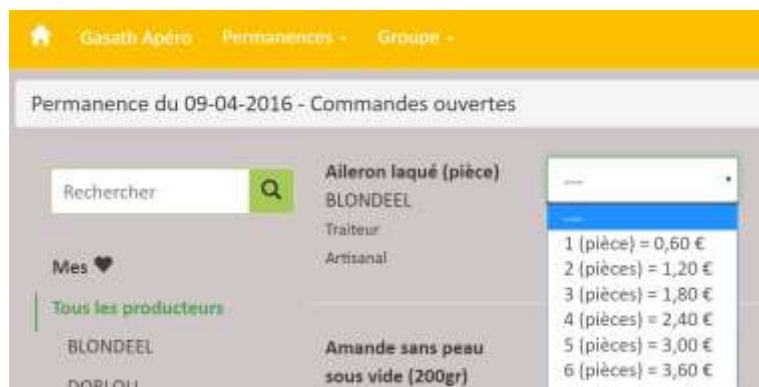 Gasath Apéro Permanences Groupe
Permanence du 09-04-2016 - Commandes ouvertes
Rechercher
Mes
Tous les producteurs
BLONDEEL
Aileron laqué (pièce)
BLONDEEL
Traiteur
Artisanal
Amande sans peau
sous vide (200gr)
---
---
1 (pièce) = 0,60 €
2 (pièces) = 1,20 €
3 (pièces) = 1,80 €
4 (pièces) = 2,40 €
5 (pièces) = 3,00 €
6 (pièces) = 3,60 €